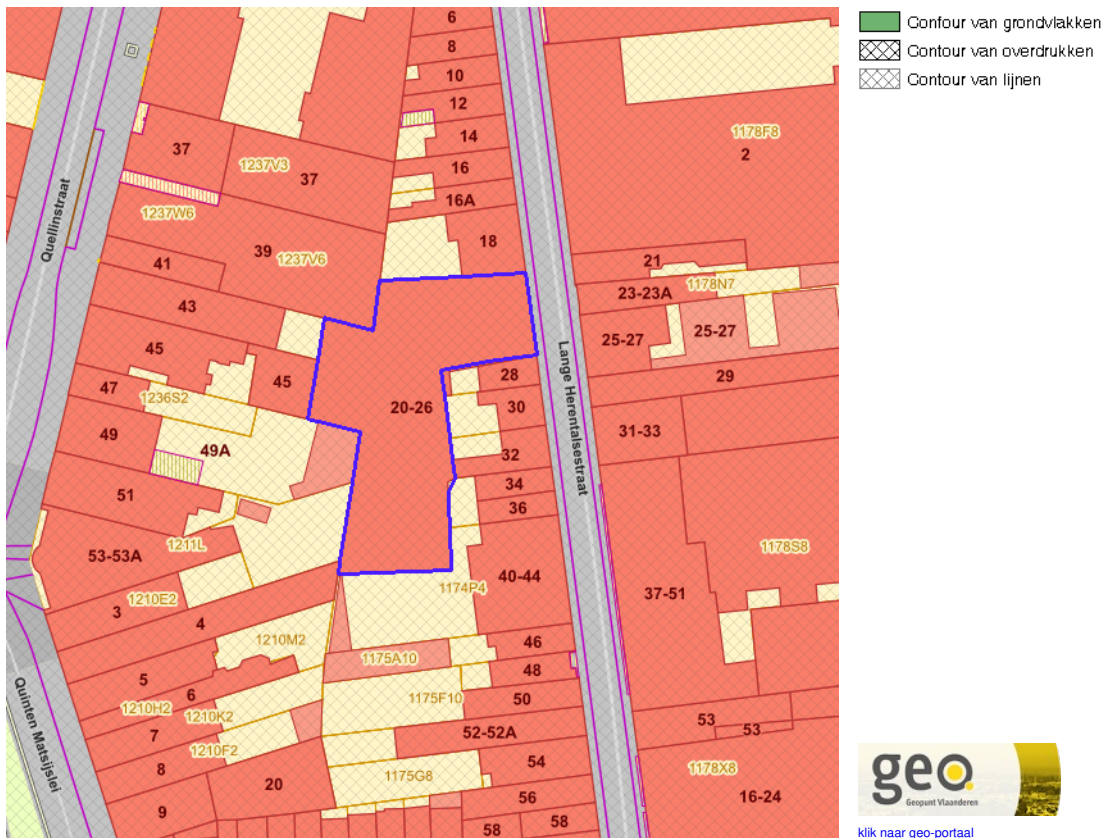 6
8
10
12
14
16
16A
18
37
1237V3
37
1237W6
39
1237V6
41
43
45
45
47
1236S2
49
49A
51
1211L
53-53A
1210E2
3
4
1210M2
5
6
1210H2
1210K2
7
1210F2
8
9
20
20-26
28
30
32
34
36
1174P4
40-44
46
1175A10
48
1175F10
50
52-52A
54
1175G8
56
58
58
1178F8
2
21
23-23A
1178N7
25-27
25-27
29
31-33
1178S8
37-51
53
53
1178X8
16-24
Quellinstraat
Lange Herentalsestraat
Quinten Matsijslei
Contour van grondvlakken
Contour van overdrukken
Contour van lijnen
geo
Geopunt Vlaanderen
klik naar geo-portaal